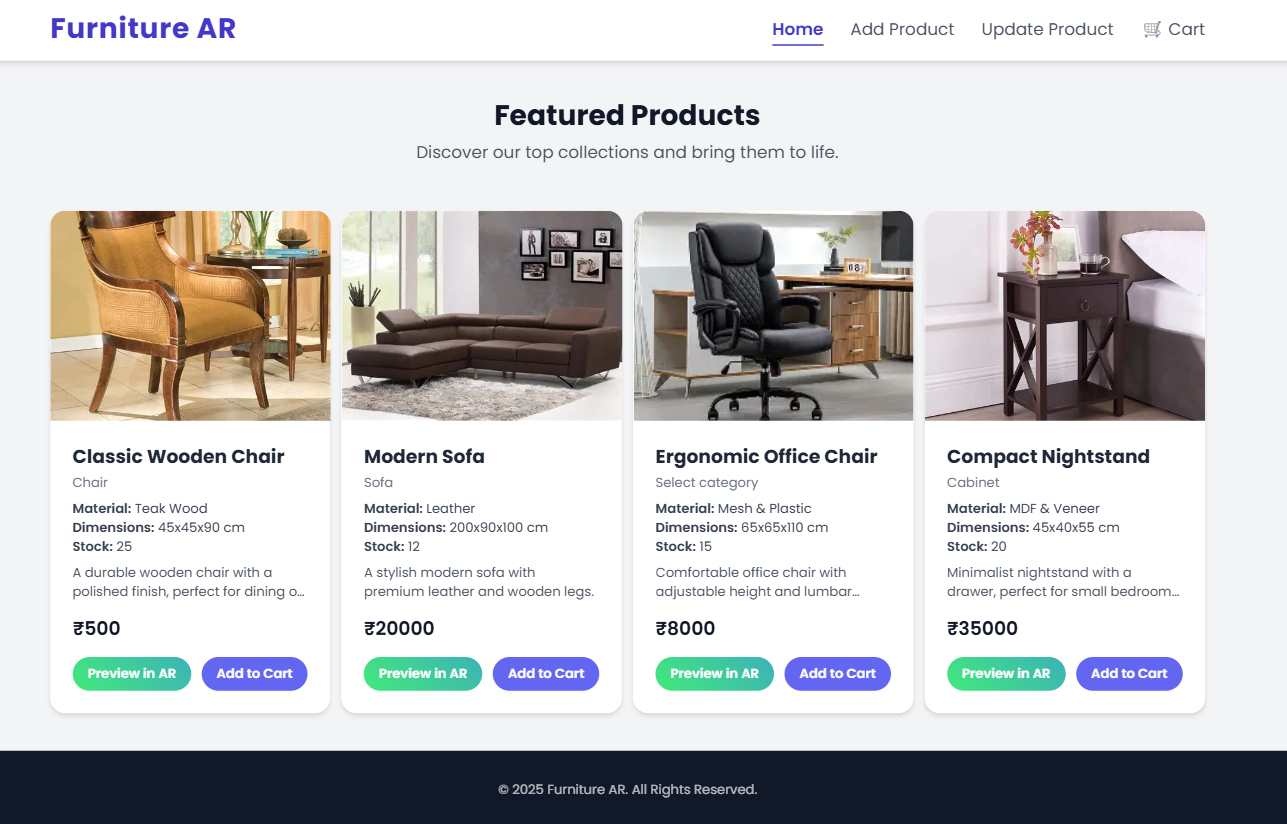 Furniture AR
Home Add Product Update Product 🛒 Cart
Featured Products
Discover our top collections and bring them to life.
08
Classic Wooden Chair
Chair
Material: Teak Wood
Dimensions: 45x45x90 cm
Stock: 25
A durable wooden chair with a
polished finish, perfect for dining o...
₹500
Preview in AR Add to Cart
Modern Sofa
Sofa
Material: Leather
Dimensions: 200x90x100 cm
Stock: 12
A stylish modern sofa with
premium leather and wooden legs.
₹20000
Preview in AR Add to Cart
Ergonomic Office Chair
Select category
Material: Mesh & Plastic
Dimensions: 65x65x110 cm
Stock: 15
Comfortable office chair with
adjustable height and lumbar...
₹8000
Preview in AR Add to Cart
Compact Nightstand
Cabinet
Material: MDF & Veneer
Dimensions: 45x40x55 cm
Stock: 20
Minimalist nightstand with a
drawer, perfect for small bedroom...
₹35000
Preview in AR Add to Cart
© 2025 Furniture AR. All Rights Reserved.